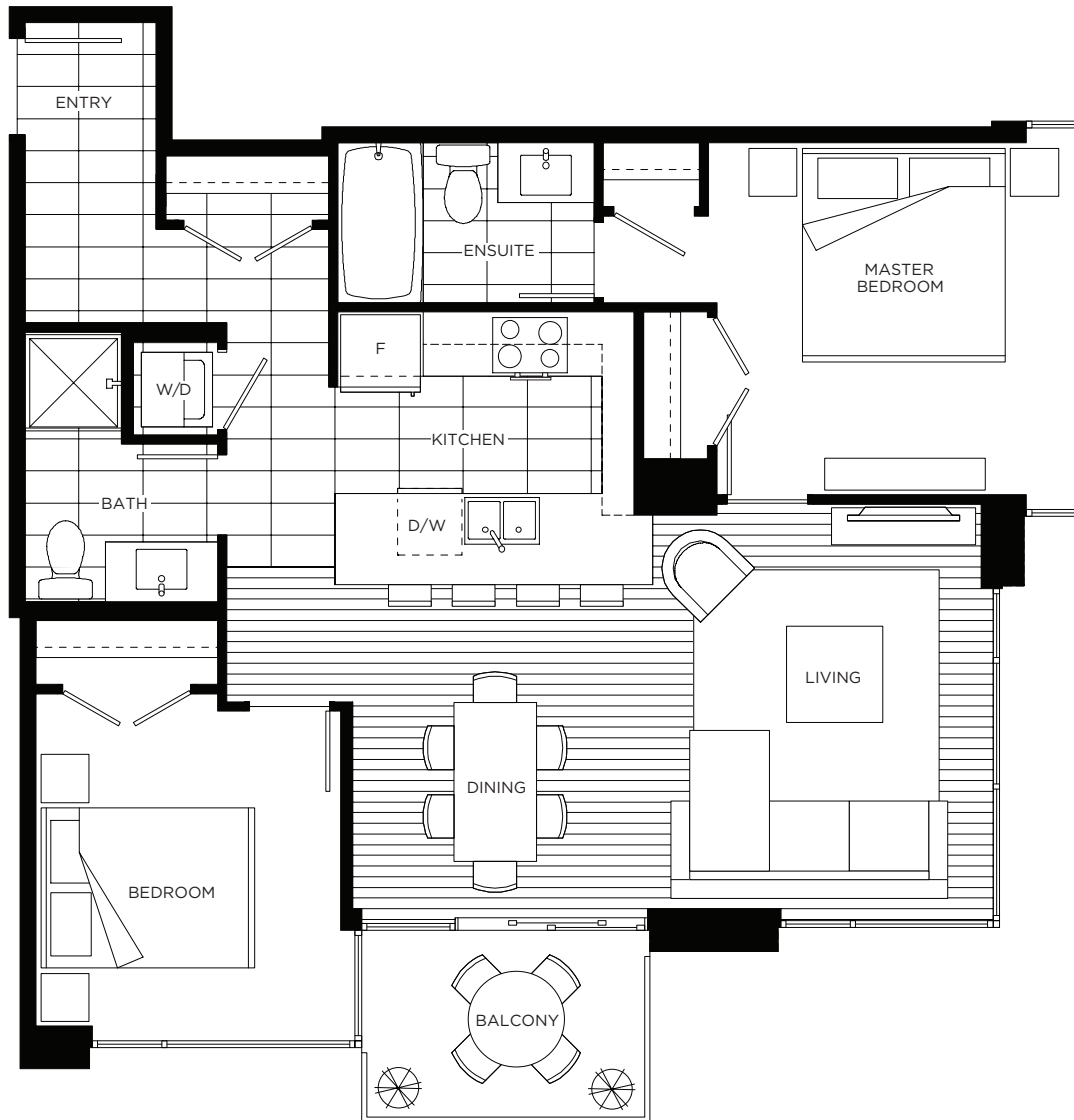 ENTRY
ENSUITE
MASTER
BEDROOM
F
W/D
KITCHEN
BATH
D/W
LIVING
DINING
BEDROOM
BALCONY